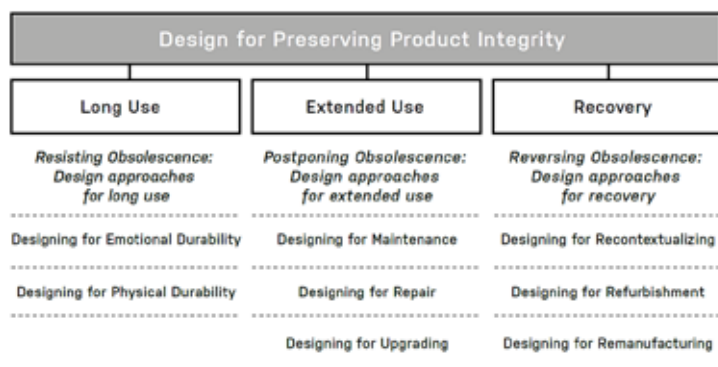 Design for Preserving Product Integrity
Long Use
Extended Use
Recovery
Resisting Obsolescence:
Design approaches
for long use
Postponing Obsolescence:
Design approaches
for extended use
Reversing Obsolescence:
Design approaches
for recovery
Designing for Emotional Durability
Designing for Maintenance
Designing for Recontextualizing
Designing for Physical Durability
Designing for Repair
Designing for Refurbishment
Designing for Upgrading
Designing for Remanufacturing